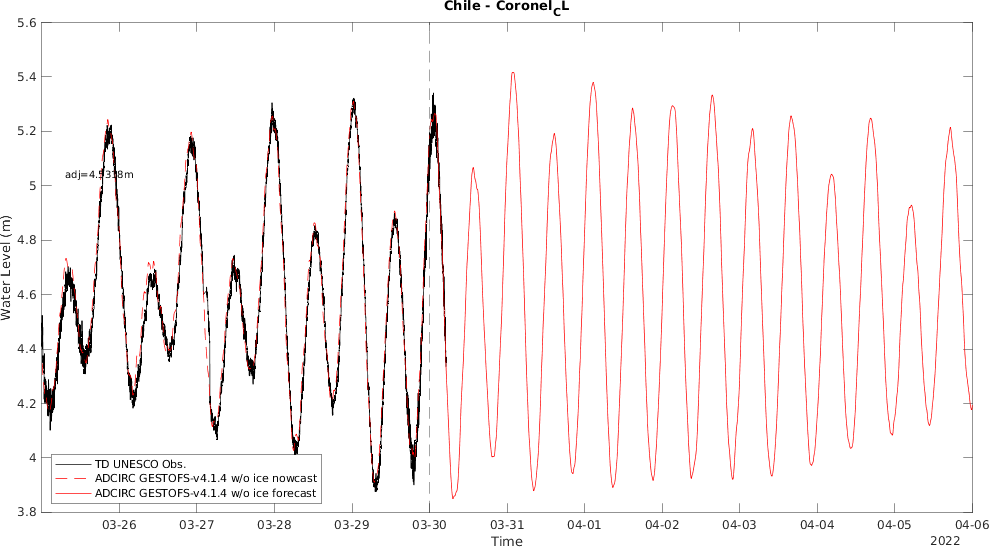 Chile - Coronel_CL
5.6
5.4
5.2
5
4.8
4.6
4.4
4.2
4
3.8
Water Level (m)
adj=4.5318m
TD UNESCO Obs.
ADCIRC GESTOFS-v4.1.4 w/o ice nowcast
ADCIRC GESTOFS-v4.1.4 w/o ice forecast
03-26 03-27 03-28 03-29 03-30 03-31 04-01 04-02 04-03 04-04 04-05 04-06
Time
2022